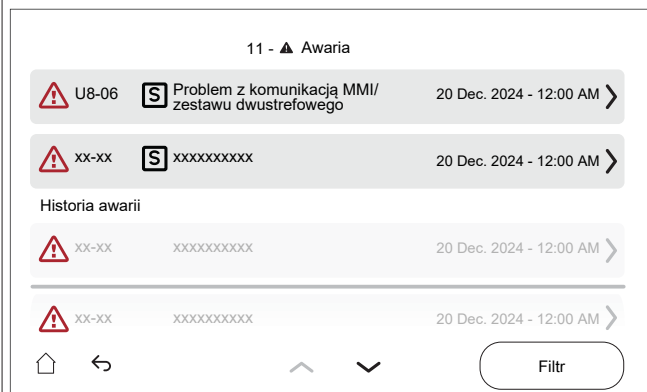 11 - Awaria
U8-06 S Problem z komunikacją MMI/
zestawu dwustrefowego 20 Dec. 2024 - 12:00 AM
xx-xx S xxxxxxxxxx 20 Dec. 2024 - 12:00 AM
Historia awarii
xx-xx xxxxxxxxxx 20 Dec. 2024 - 12:00 AM
xx-xx xxxxxxxxxx 20 Dec. 2024 - 12:00 AM
Filtr